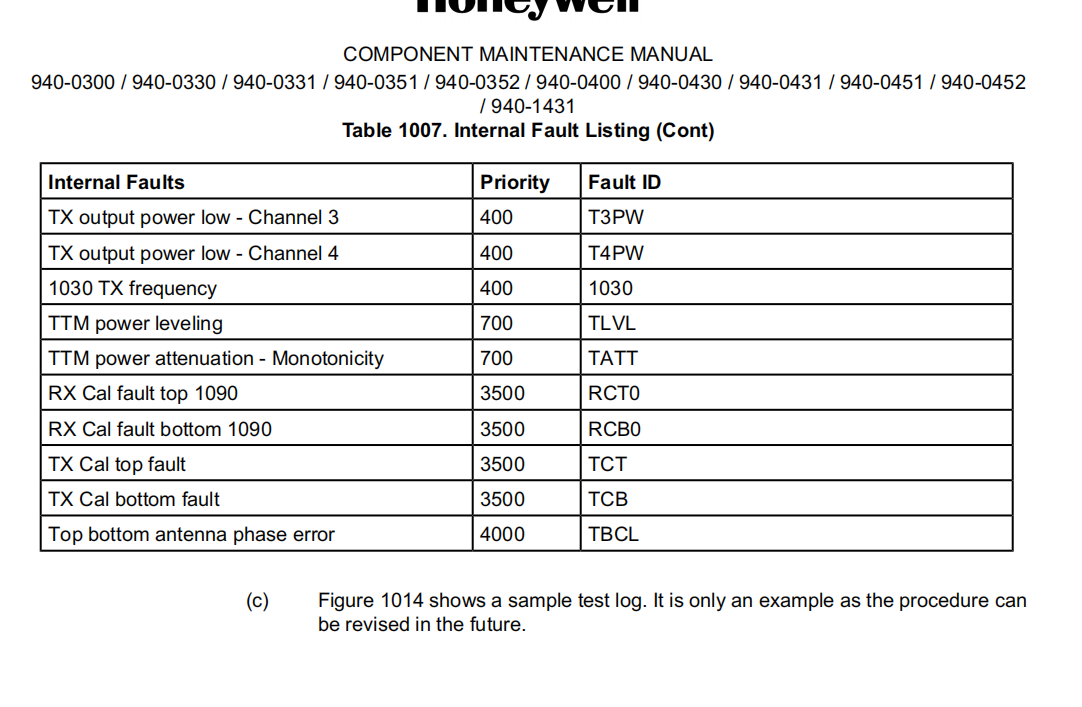 Honeywell
COMPONENT MAINTENANCE MANUAL
940-0300 / 940-0330 / 940-0331 / 940-0351 / 940-0352 / 940-0400 / 940-0430 / 940-0431 / 940-0451 / 940-0452
/ 940-1431
Table 1007. Internal Fault Listing (Cont)
Internal Faults Priority Fault ID
TX output power low - Channel 3 400 T3PW
TX output power low - Channel 4 400 T4PW
1030 TX frequency 400 1030
TTM power leveling 700 TLVL
TTM power attenuation - Monotonicity 700 TATT
RX Cal fault top 1090 3500 RCT0
RX Cal fault bottom 1090 3500 RCB0
TX Cal top fault 3500 TCT
TX Cal bottom fault 3500 TCB
Top bottom antenna phase error 4000 TBCL
(c) Figure 1014 shows a sample test log. It is only an example as the procedure can
be revised in the future.